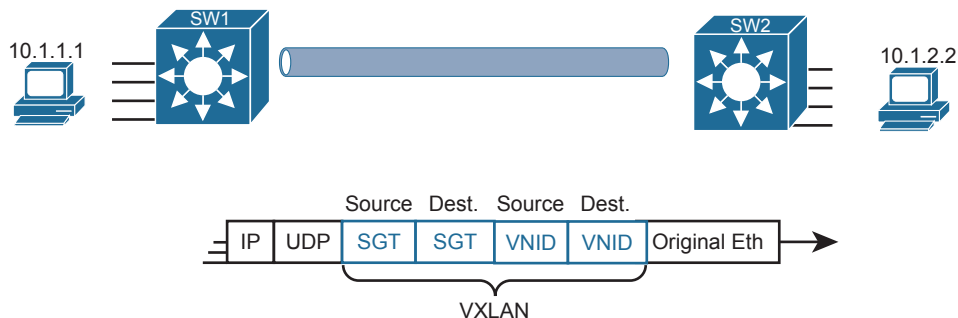 SW1
SW2
10.1.1.1
10.1.2.2
Source Dest. Source Dest.
IP UDP SGT SGT VNID VNID Original Eth
VXLAN